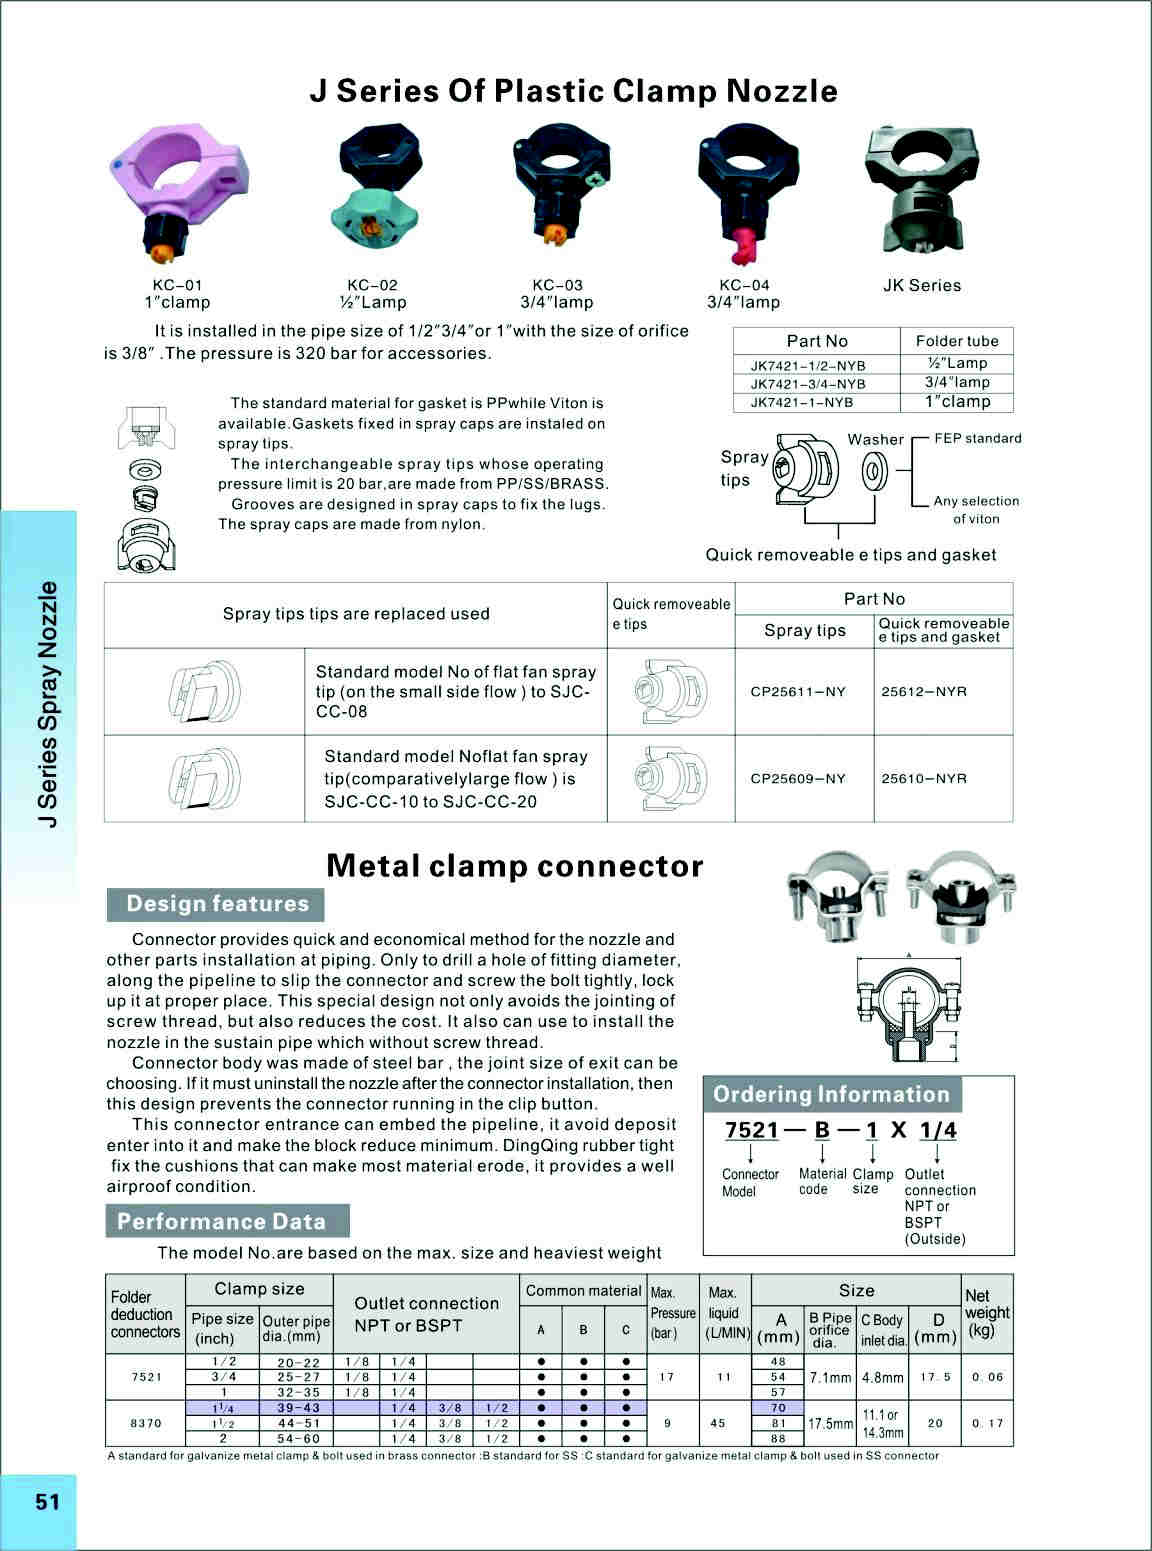 J Series Of Plastic Clamp Nozzle
KC-01
1″clamp
KC-02
½″Lamp
KC-03
3/4″lamp
KC-04
3/4″lamp
JK Series
It is installed in the pipe size of 1/2″3/4″or 1″with the size of orifice
is 3/8″ .The pressure is 320 bar for accessories.
Part No Folder tube
JK7421-1/2-NYB ½″Lamp
JK7421-3/4-NYB 3/4″lamp
JK7421-1-NYB 1″clamp
The standard material for gasket is PPwhile Viton is
available.Gaskets fixed in spray caps are instaled on
spray tips.
The interchangeable spray tips whose operating
pressure limit is 20 bar,are made from PP/SS/BRASS.
Grooves are designed in spray caps to fix the lugs.
The spray caps are made from nylon.
Spray
tips
Washer
FEP standard
Any selection
of viton
Quick removeable e tips and gasket
J Series Spray Nozzle
Spray tips tips are replaced used
Quick removeable
e tips
Part No
Spray tips
Quick removeable
e tips and gasket
Standard model No of flat fan spray
tip (on the small side flow ) to SJC-
CC-08
CP25611-NY 25612-NYR
Standard model Noflat fan spray
tip(comparativelylarge flow ) is
SJC-CC-10 to SJC-CC-20
CP25609-NY 25610-NYR
Metal clamp connector
Design features
Connector provides quick and economical method for the nozzle and
other parts installation at piping. Only to drill a hole of fitting diameter,
along the pipeline to slip the connector and screw the bolt tightly, lock
up it at proper place. This special design not only avoids the jointing of
screw thread, but also reduces the cost. It also can use to install the
nozzle in the sustain pipe which without screw thread.
Connector body was made of steel bar , the joint size of exit can be
choosing. If it must uninstall the nozzle after the connector installation, then
this design prevents the connector running in the clip button.
This connector entrance can embed the pipeline, it avoid deposit
enter into it and make the block reduce minimum. DingQing rubber tight
fix the cushions that can make most material erode, it provides a well
airproof condition.
A
B
C
Ordering Information
7521 — B — 1 X 1/4
Connector
Model
Material
code
Clamp
size
Outlet
connection
NPT or
BSPT
(Outside)
Performance Data
The model No.are based on the max. size and heaviest weight
Folder
deduction
connectors
Clamp size
Pipe size
(inch)
Outer pipe
dia.(mm)
Outlet connection
NPT or BSPT
Common material
A B C
Max.
Pressure
(bar)
Max.
liquid
(L/MIN)
Size
A
(mm)
B Pipe
orifice
dia.
C Body
inlet dia.
D
(mm)
Net
weight
(kg)
7521
1/2 20-22 1/8 1/4 ● ● ● 48
3/4 25-27 1/8 1/4 ● ● ● 17 11 54 7.1mm 4.8mm 17.5 0.06
1 32-35 1/8 1/4 ● ● ● 57
8370
1 1/4 39-43 1/4 3/8 1/2 ● ● ● 70
1 1/2 44-51 1/4 3/8 1/2 ● ● ● 9 45 81 17.5mm 11.1 or 14.3mm 20 0.17
2 54-60 1/4 3/8 1/2 ● ● ● 88
A standard for galvanize metal clamp & bolt used in brass connector :B standard for SS :C standard for galvanize metal clamp & bolt used in SS connector
51